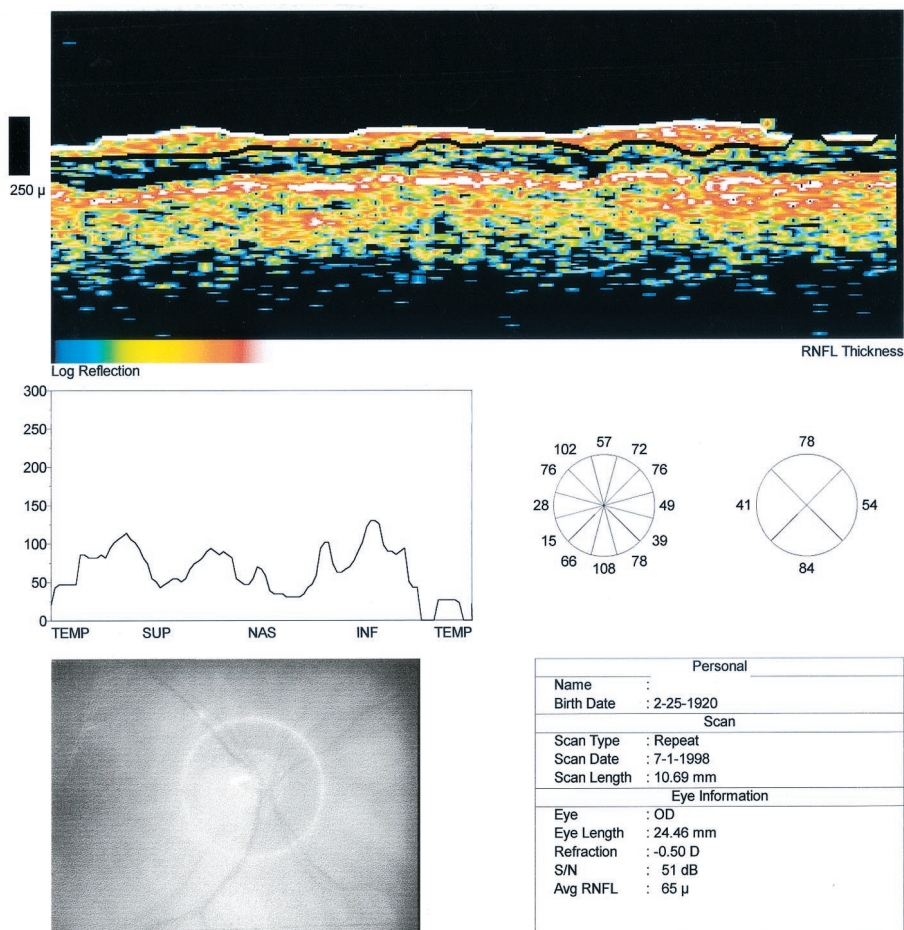 250 μ
RNFL Thickness
Log Reflection
300
250
200
150
100
50
0
TEMP SUP NAS INF TEMP
102 57 72
76 76
28 49
15 39
66 108 78
78
41 54
84
Personal
Name :
Birth Date : 2-25-1920
Scan
Scan Type : Repeat
Scan Date : 7-1-1998
Scan Length : 10.69 mm
Eye Information
Eye : OD
Eye Length : 24.46 mm
Refraction : -0.50 D
S/N : 51 dB
Avg RNFL : 65 μ